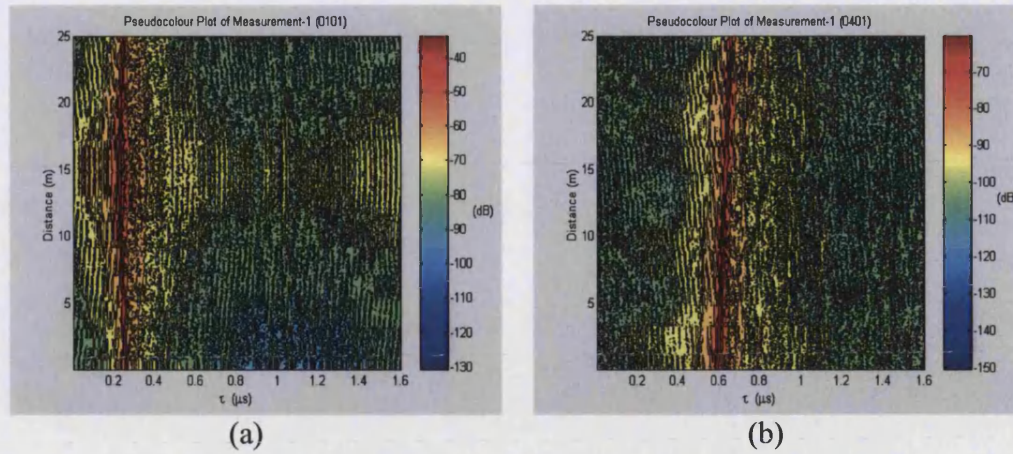 Pseudocolour Plot of Measurement-1 (0101)
25
20
15
10
5
Distance (m)
0.2 0.4 0.6 0.8 1 1.2 1.4 1.6
τ (µs)
-40
-50
-60
-70
-80
-90
-100
-110
-120
-130
(dB)
(a)
Pseudocolour Plot of Measurement-1 (0401)
25
20
15
10
5
Distance (m)
0.2 0.4 0.6 0.8 1 1.2 1.4 1.6
τ (µs)
-70
-80
-90
-100
-110
-120
-130
-140
-150
(dB)
(b)